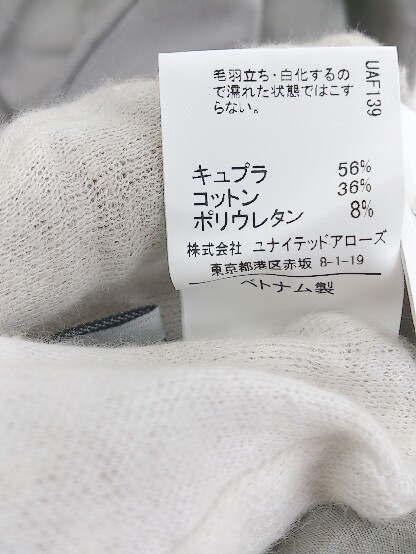 毛羽立ち・白化するの
で濡れた状態ではこす
らない。
UAF139
キュプラ 56%
コットン 36%
ポリウレタン 8%
株式会社 ユナイテッドアローズ
東京都港区赤坂 8-1-19
ベトナム製